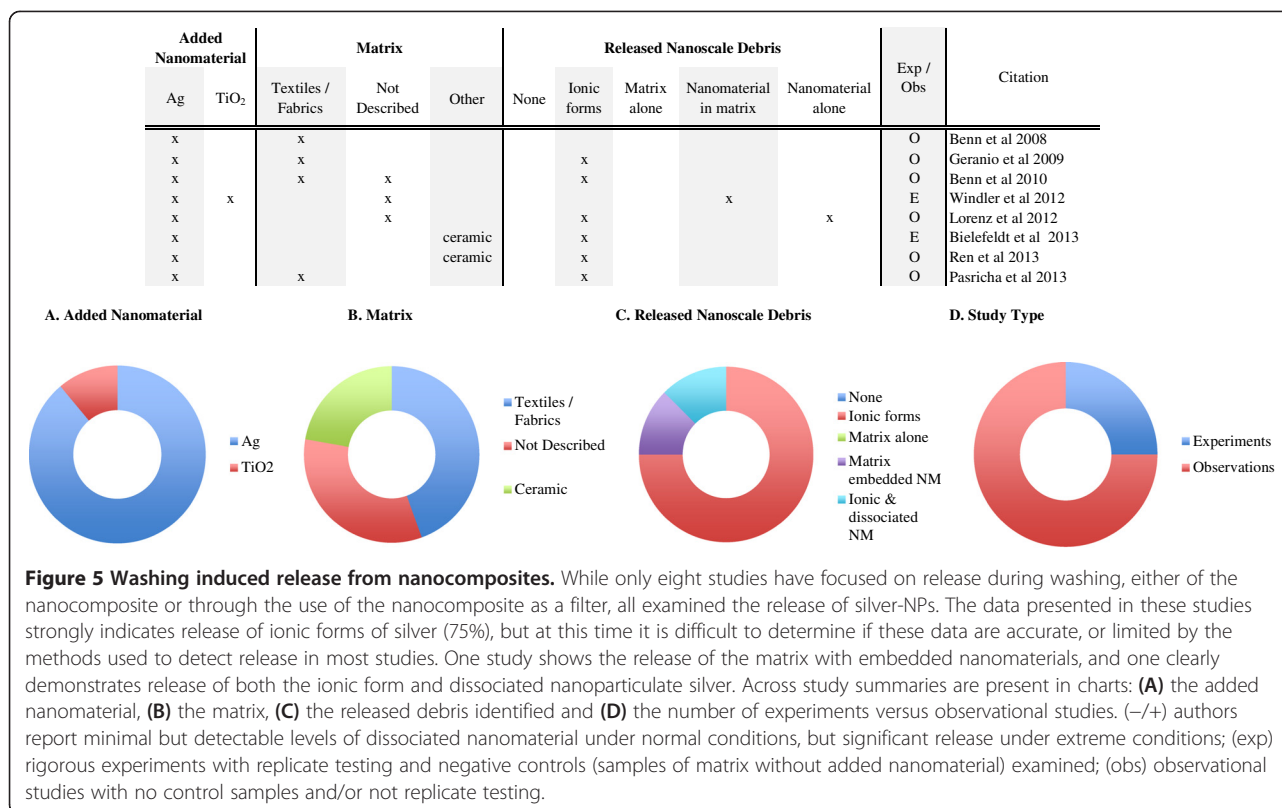 Added Nanomaterial Matrix Released Nanoscale Debris Exp / Obs Citation
Ag TiO₂ Textiles / Fabrics Not Described Other None Ionic forms Matrix alone Nanomaterial in matrix Nanomaterial alone
x x O Benn et al 2008
x x x O Geranio et al 2009
x x x x O Benn et al 2010
x x x x E Windler et al 2012
x x x x O Lorenz et al 2012
x ceramic x E Bielefeldt et al 2013
x ceramic x O Ren et al 2013
x x x O Pasricha et al 2013
A. Added Nanomaterial
Ag
TiO2
B. Matrix
Textiles /
Fabrics
Not Described
Ceramic
C. Released Nanoscale Debris
None
Ionic forms
Matrix alone
Matrix
embedded NM
Ionic &
dissociated
NM
D. Study Type
Experiments
Observations
Figure 5 Washing induced release from nanocomposites. While only eight studies have focused on release during washing, either of the
nanocomposite or through the use of the nanocomposite as a filter, all examined the release of silver-NPs. The data presented in these studies
strongly indicates release of ionic forms of silver (75%), but at this time it is difficult to determine if these data are accurate, or limited by the
methods used to detect release in most studies. One study shows the release of the matrix with embedded nanomaterials, and one clearly
demonstrates release of both the ionic form and dissociated nanoparticulate silver. Across study summaries are present in charts: (A) the added
nanomaterial, (B) the matrix, (C) the released debris identified and (D) the number of experiments versus observational studies. (−/+) authors
report minimal but detectable levels of dissociated nanomaterial under normal conditions, but significant release under extreme conditions; (exp)
rigorous experiments with replicate testing and negative controls (samples of matrix without added nanomaterial) examined; (obs) observational
studies with no control samples and/or not replicate testing.